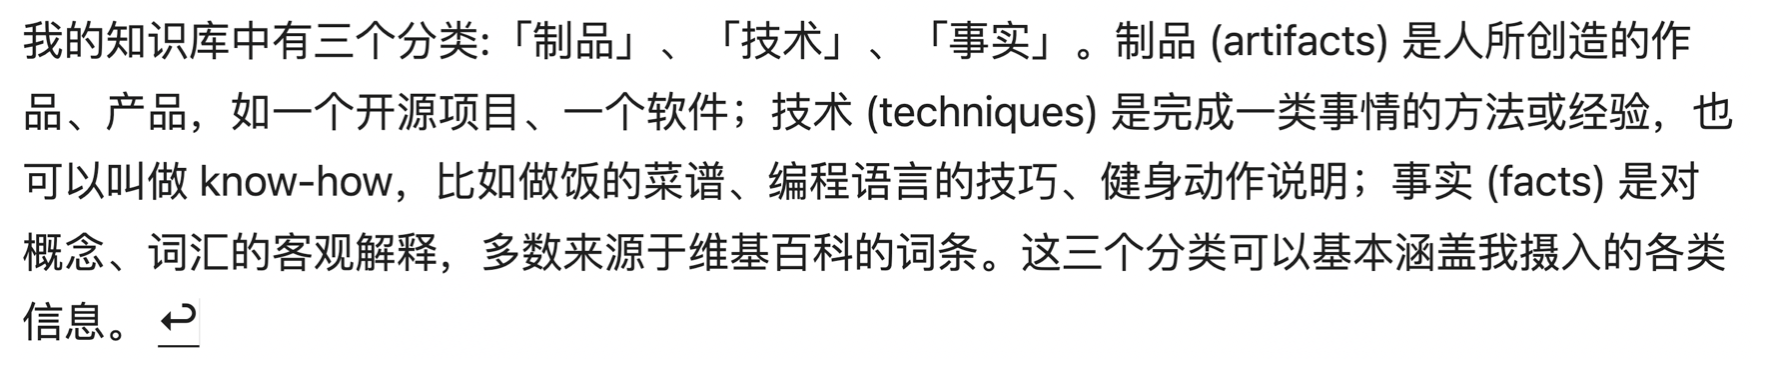 我的知识库中有三个分类:「制品」、「技术」、「事实」。制品 (artifacts) 是人所创造的作
品、产品，如一个开源项目、一个软件；技术 (techniques) 是完成一类事情的方法或经验，也
可以叫做 know-how，比如做饭的菜谱、编程语言的技巧、健身动作说明；事实 (facts) 是对
概念、词汇的客观解释，多数来源于维基百科的词条。这三个分类可以基本涵盖我摄入的各类
信息。 ↩